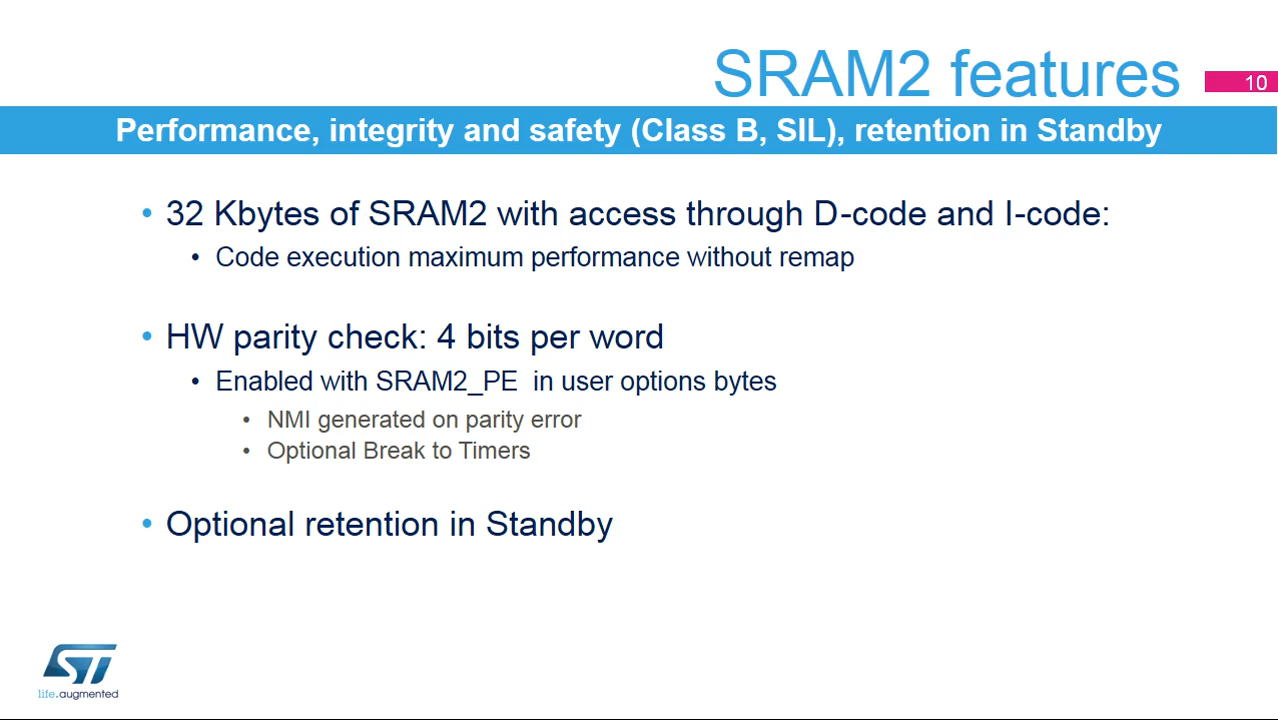 SRAM2 features
10
Performance, integrity and safety (Class B, SIL), retention in Standby
• 32 Kbytes of SRAM2 with access through D-code and I-code:
• Code execution maximum performance without remap
• HW parity check: 4 bits per word
• Enabled with SRAM2_PE in user options bytes
• NMI generated on parity error
• Optional Break to Timers
• Optional retention in Standby
ST
life.augmented